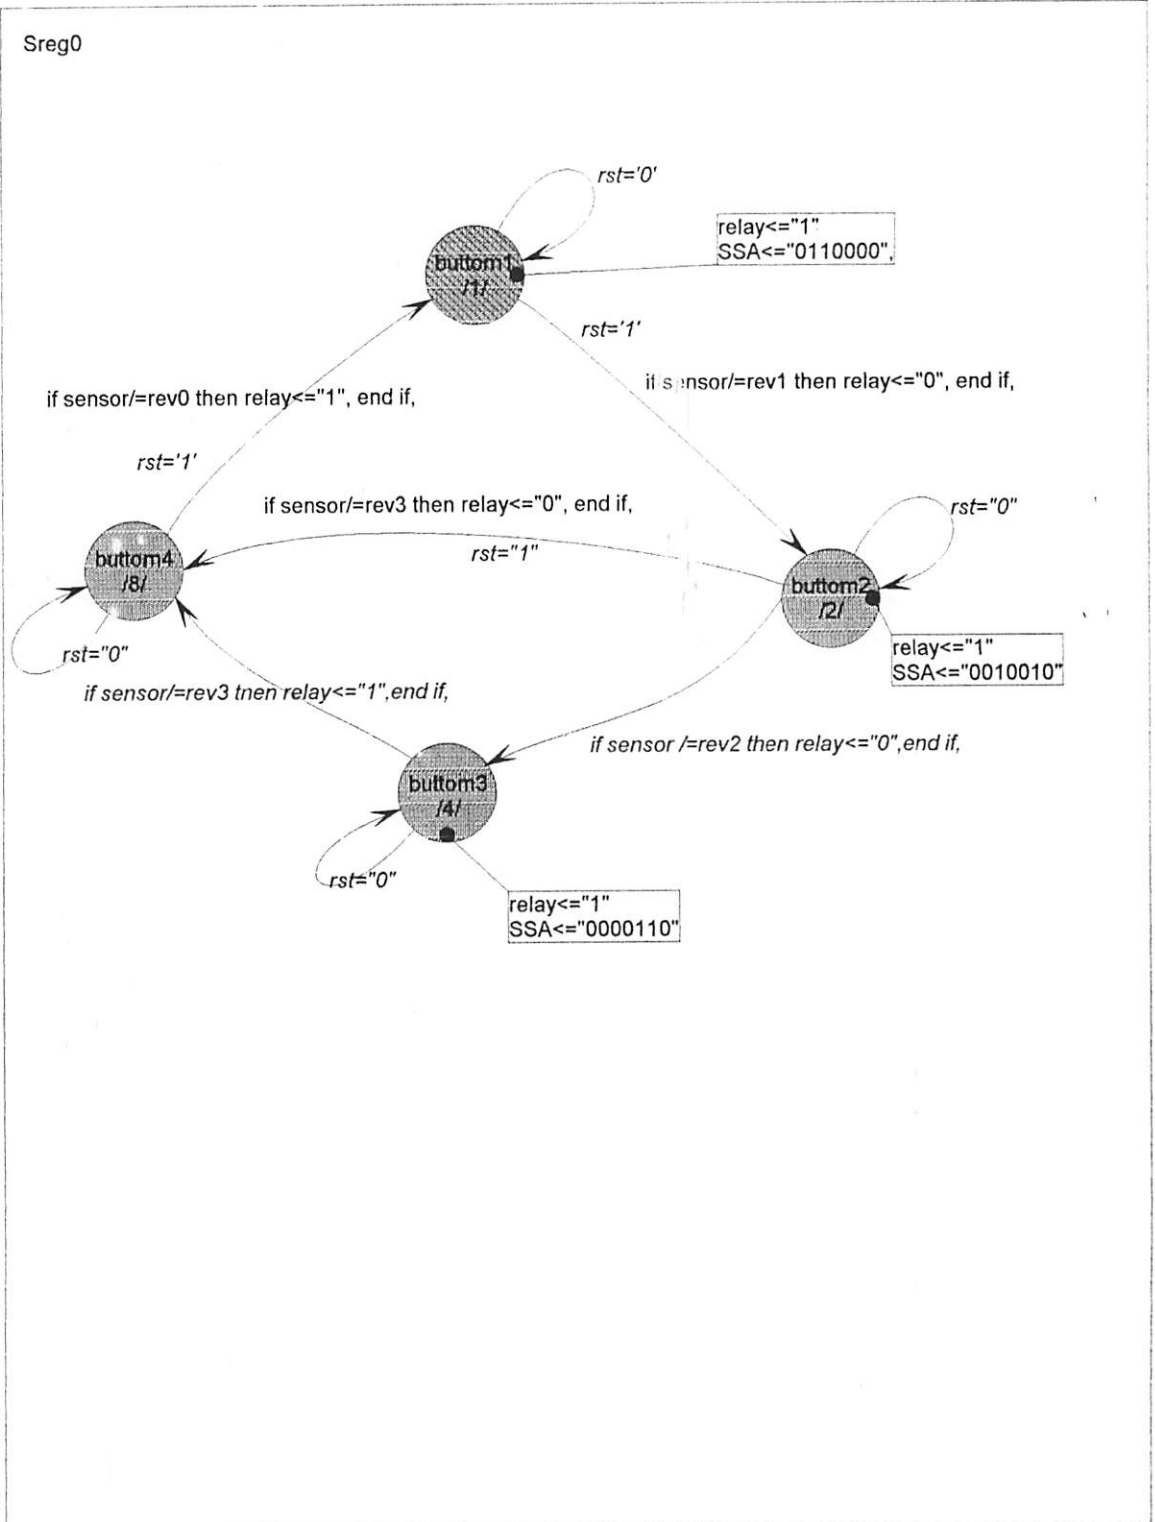 Sreg0
rst='0'
relay<="1"
SSA<="0110000",
buttom1
/1/
rst='1'
if sensor/=rev1 then relay<="0", end if,
if sensor/=rev0 then relay<="1", end if,
rst='1'
if sensor/=rev3 then relay<="0", end if,
rst="0"
rst="1"
buttom4
/8/
buttom2
/2/
rst="0"
relay<="1"
SSA<="0010010"
if sensor/=rev3 then relay<="1",end if,
if sensor /=rev2 then relay<="0",end if,
buttom3
/4/
rst="0"
relay<="1"
SSA<="0000110"